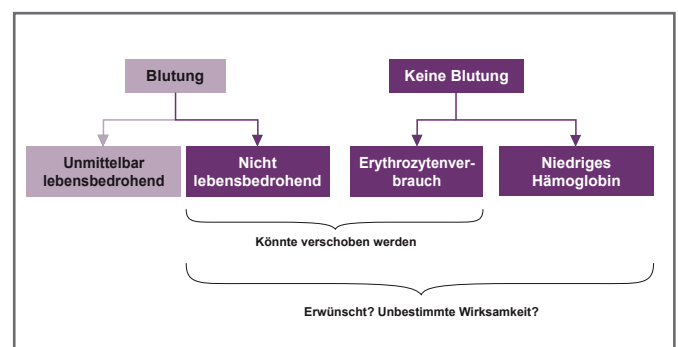 Blutung
Keine Blutung
Unmittelbar
lebensbedrohend
Nicht
lebensbedrohend
Erythrozytenver-
brauch
Niedriges
Hämoglobin
Könnte verschoben werden
Erwünscht? Unbestimmte Wirksamkeit?